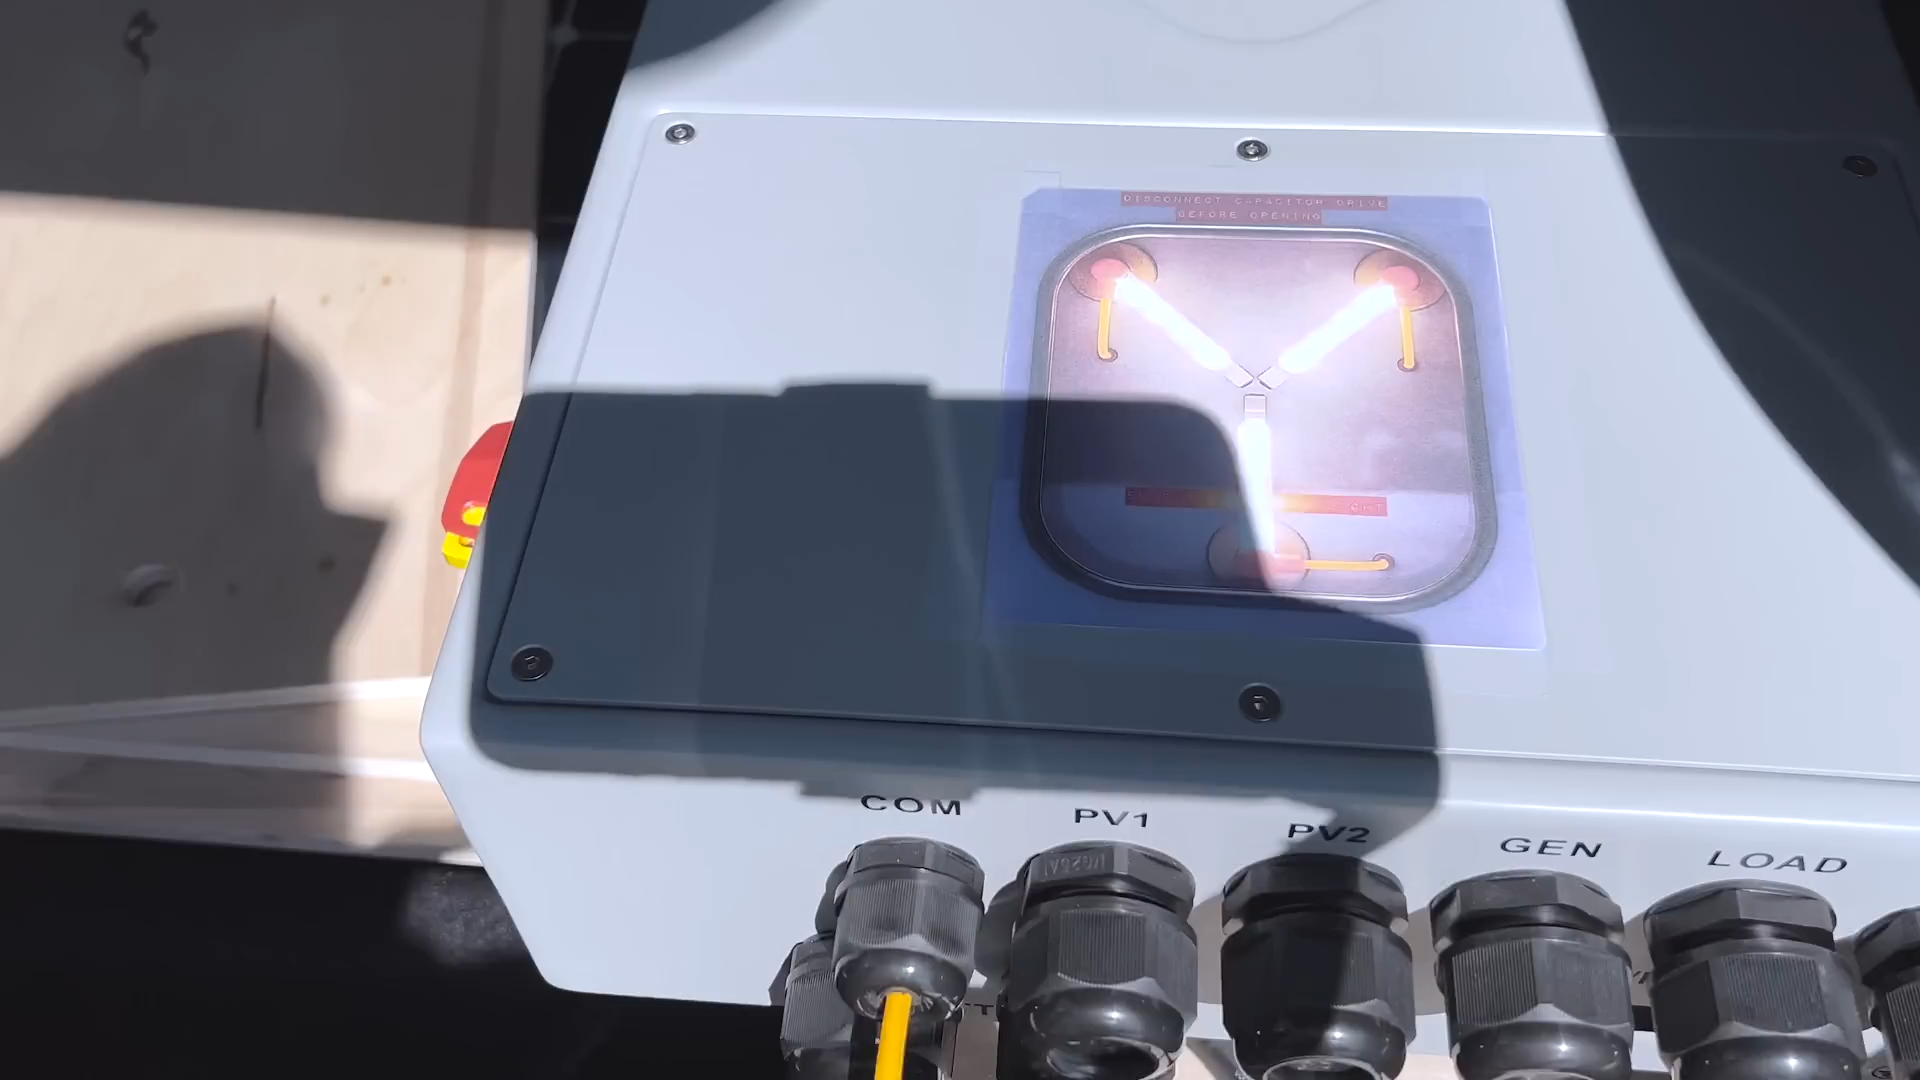 DISCONNECT CAPACITOR DRIVE
BEFORE OPENING
COM
PV1
PV2
GEN
LOAD